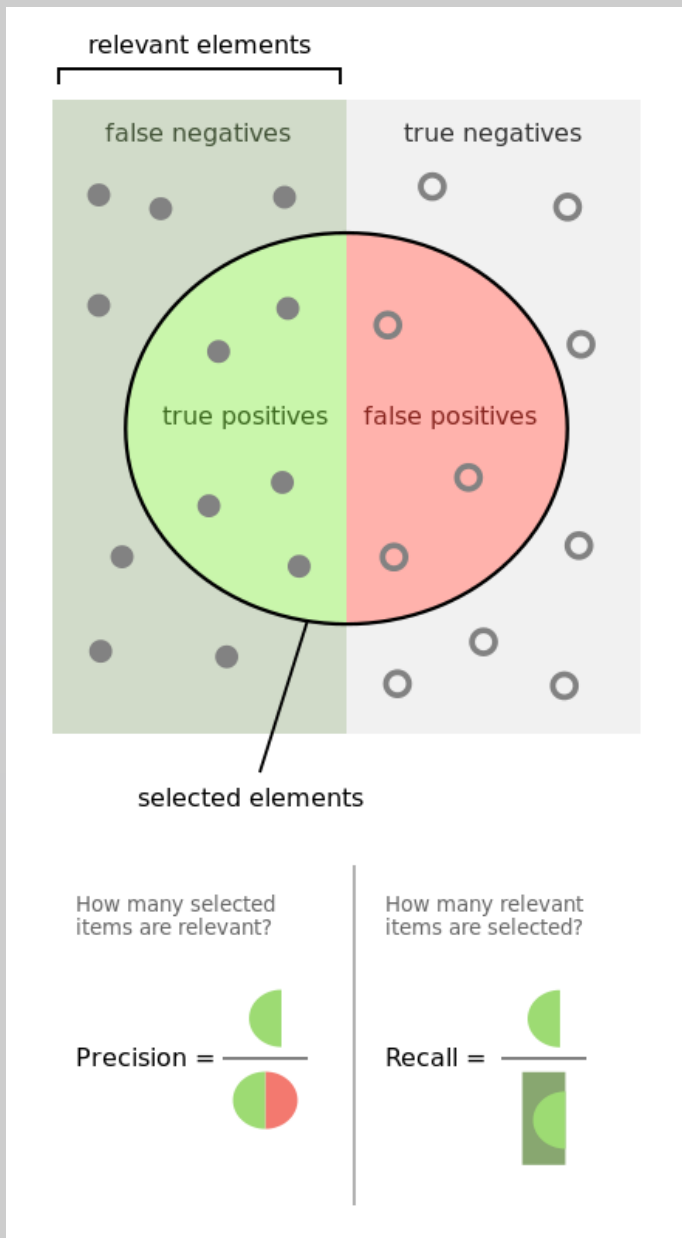 relevant elements
false negatives
true negatives
true positives
false positives
selected elements
How many selected
items are relevant?
Precision =
How many relevant
items are selected?
Recall =